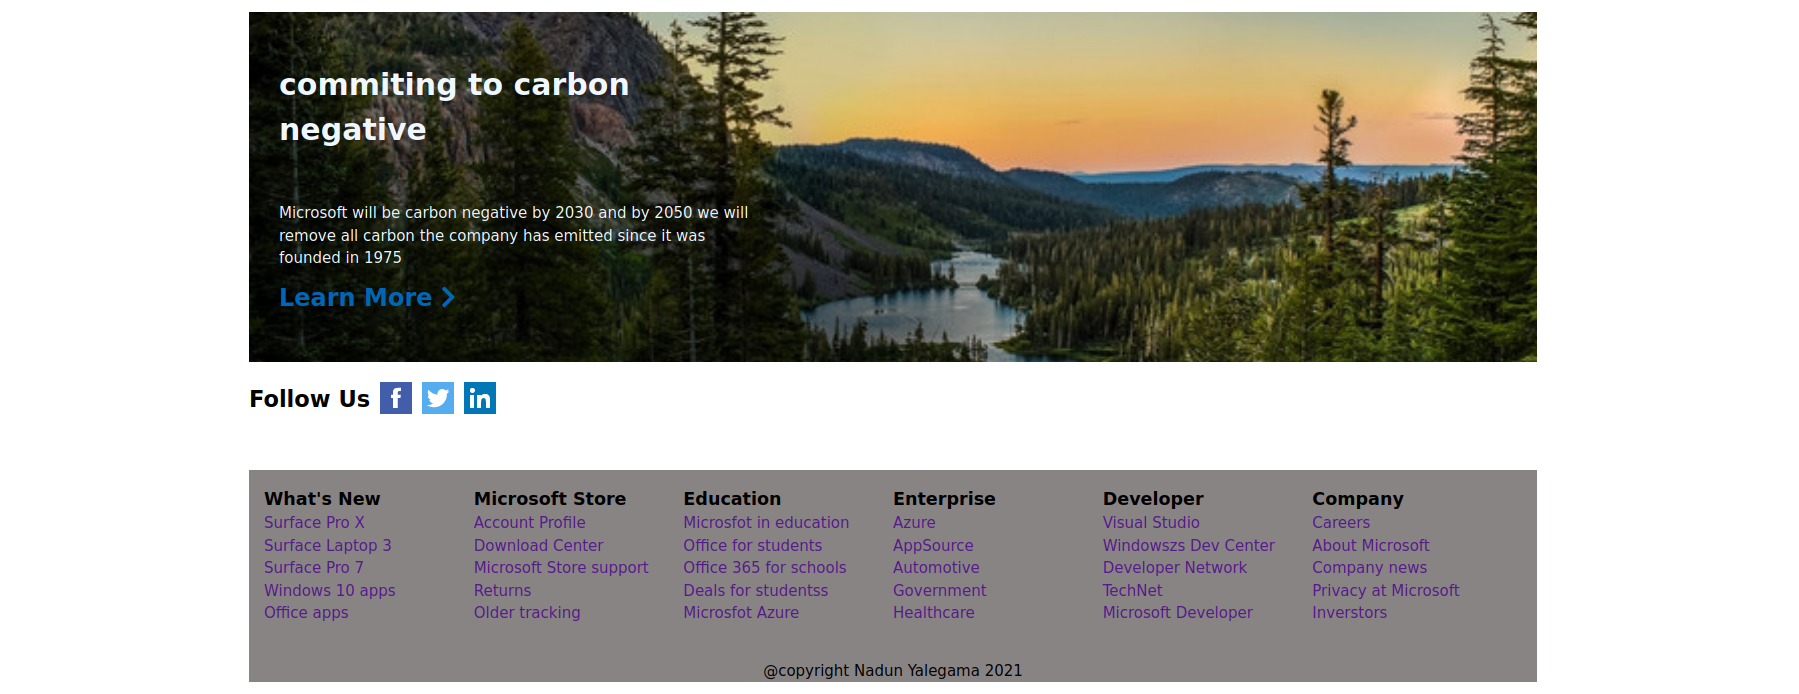 commiting to carbon
negative
Microsoft will be carbon negative by 2030 and by 2050 we will
remove all carbon the company has emitted since it was
founded in 1975
Learn More
Follow Us
What's New
Surface Pro X
Surface Laptop 3
Surface Pro 7
Windows 10 apps
Office apps
Microsoft Store
Account Profile
Download Center
Microsoft Store support
Returns
Older tracking
Education
Microsfot in education
Office for students
Office 365 for schools
Deals for studentss
Microsfot Azure
Enterprise
Azure
AppSource
Automotive
Government
Healthcare
Developer
Visual Studio
Windowszs Dev Center
Developer Network
TechNet
Microsoft Developer
Company
Careers
About Microsoft
Company news
Privacy at Microsoft
Inverstors
@copyright Nadun Yalegama 2021